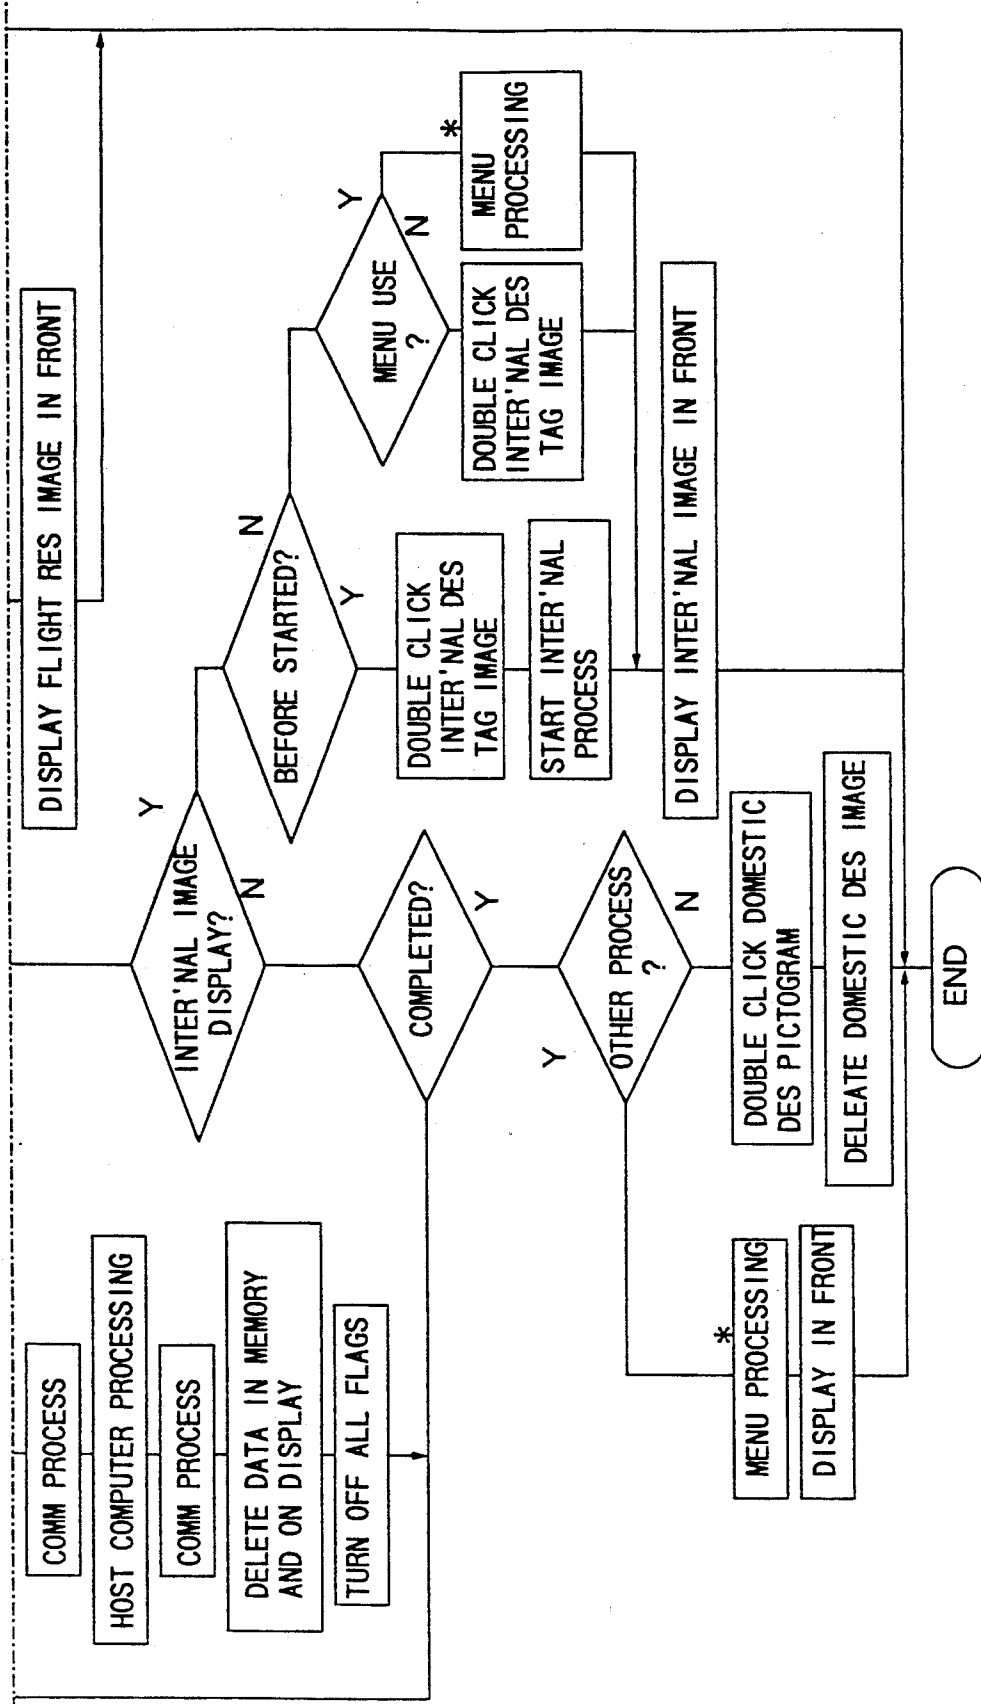 COMM PROCESS
HOST COMPUTER PROCESSING
COMM PROCESS
DELETE DATA IN MEMORY
AND ON DISPLAY
TURN OFF ALL FLAGS
DISPLAY FLIGHT RES IMAGE IN FRONT
INTER'NAL IMAGE
DISPLAY?
Y
N
BEFORE STARTED?
N
Y
MENU USE
?
Y
N
*
MENU
PROCESSING
DOUBLE CLICK
INTER'NAL DES
TAG IMAGE
DOUBLE CLICK
INTER'NAL DES
TAG IMAGE
START INTER'NAL
PROCESS
DISPLAY INTER'NAL IMAGE IN FRONT
COMPLETED?
Y
OTHER PROCESS
?
Y
N
*
MENU PROCESSING
DISPLAY IN FRONT
DOUBLE CLICK DOMESTIC
DES PICTOGRAM
DELEATE DOMESTIC DES IMAGE
END